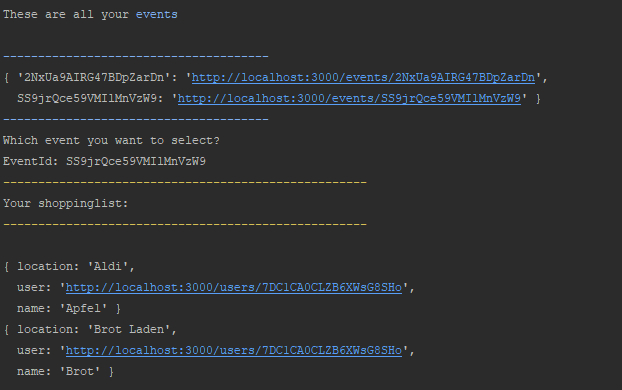 These are all your events
--------------------------------------
{ '2NxUa9AIRG47BDpZarDn': 'http://localhost:3000/events/2NxUa9AIRG47BDpZarDn',
SS9jrQce59VMIlMnVzW9: 'http://localhost:3000/events/SS9jrQce59VMIlMnVzW9' }
--------------------------------------
Which event you want to select?
EventId: SS9jrQce59VMIlMnVzW9
----------------------------------------------------
Your shoppinglist:
----------------------------------------------------
{ location: 'Aldi',
user: 'http://localhost:3000/users/7DClCA0CLZB6XWsG8SHo',
name: 'Apfel' }
{ location: 'Brot Laden',
user: 'http://localhost:3000/users/7DClCA0CLZB6XWsG8SHo',
name: 'Brot' }